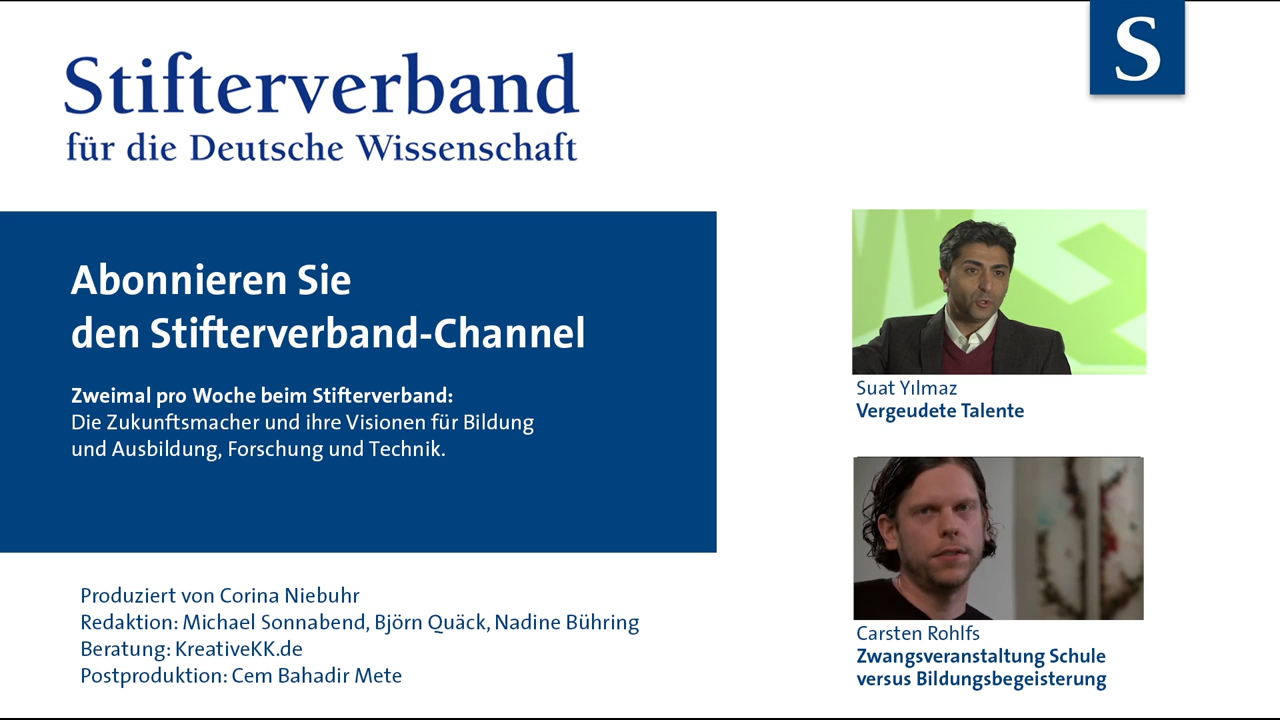 Stifterverband
für die Deutsche Wissenschaft
S
Abonnieren Sie
den Stifterverband-Channel
Zweimal pro Woche beim Stifterverband:
Die Zukunftsmacher und ihre Visionen für Bildung
und Ausbildung, Forschung und Technik.
Suat Yılmaz
Vergeudete Talente
Carsten Rohlfs
Zwangsveranstaltung Schule
versus Bildungsbegeisterung
Produziert von Corina Niebuhr
Redaktion: Michael Sonnabend, Björn Quäck, Nadine Bühring
Beratung: KreativeKK.de
Postproduktion: Cem Bahadir Mete